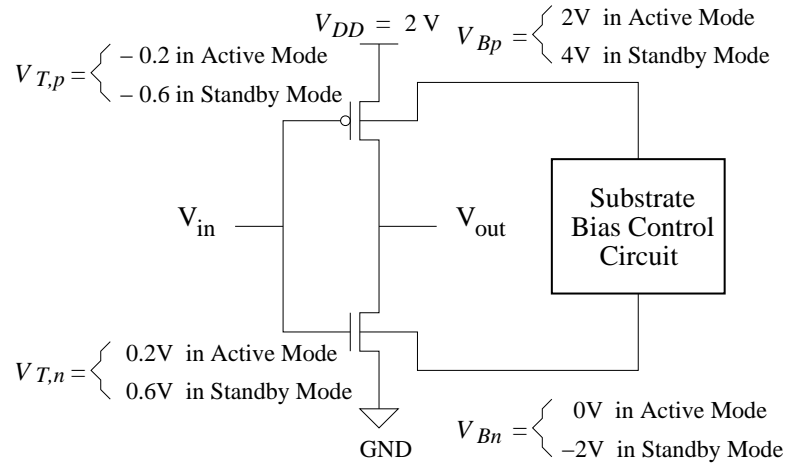 V_DD = 2 V
V_Bp = 2V in Active Mode
4V in Standby Mode
V_T,p = – 0.2 in Active Mode
– 0.6 in Standby Mode
V_in
V_out
Substrate
Bias Control
Circuit
V_T,n = 0.2V in Active Mode
0.6V in Standby Mode
GND
V_Bn = 0V in Active Mode
–2V in Standby Mode